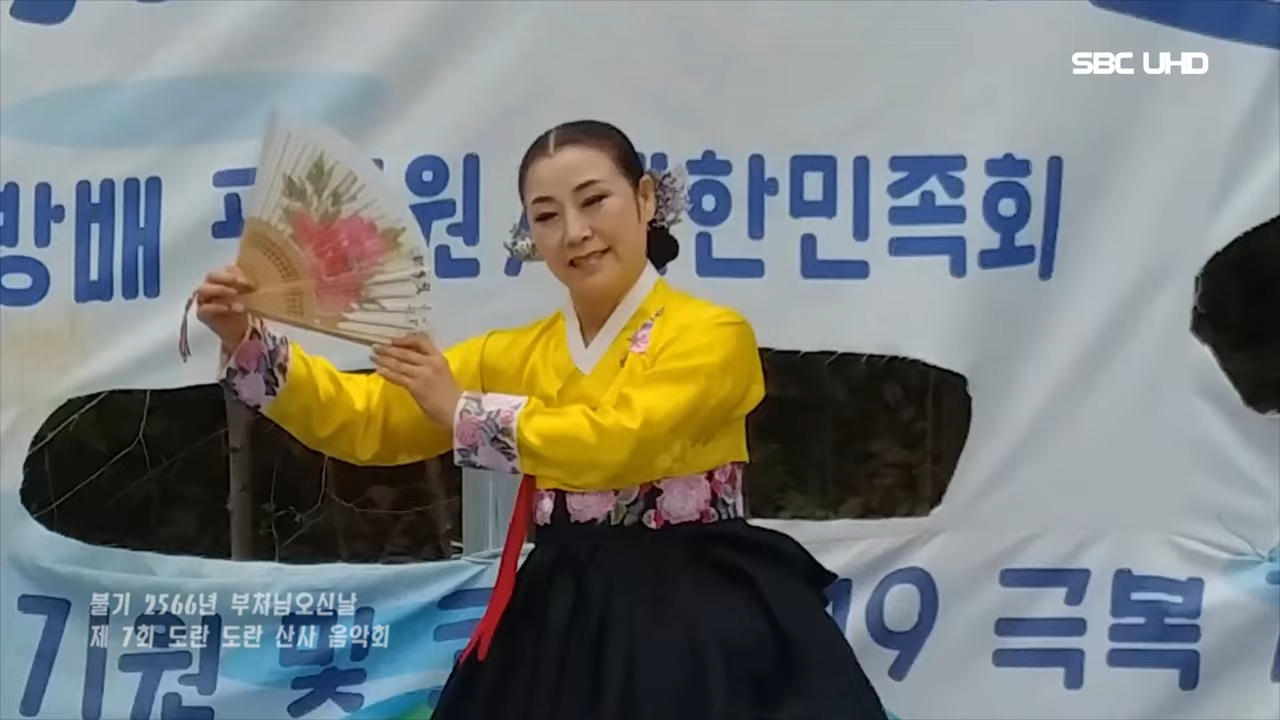 SBC UHD
방배 원 한민족회
불기 2566년 부처님오신날
제 7회 도란 도란 산사 음악회
기원 및 19 극복